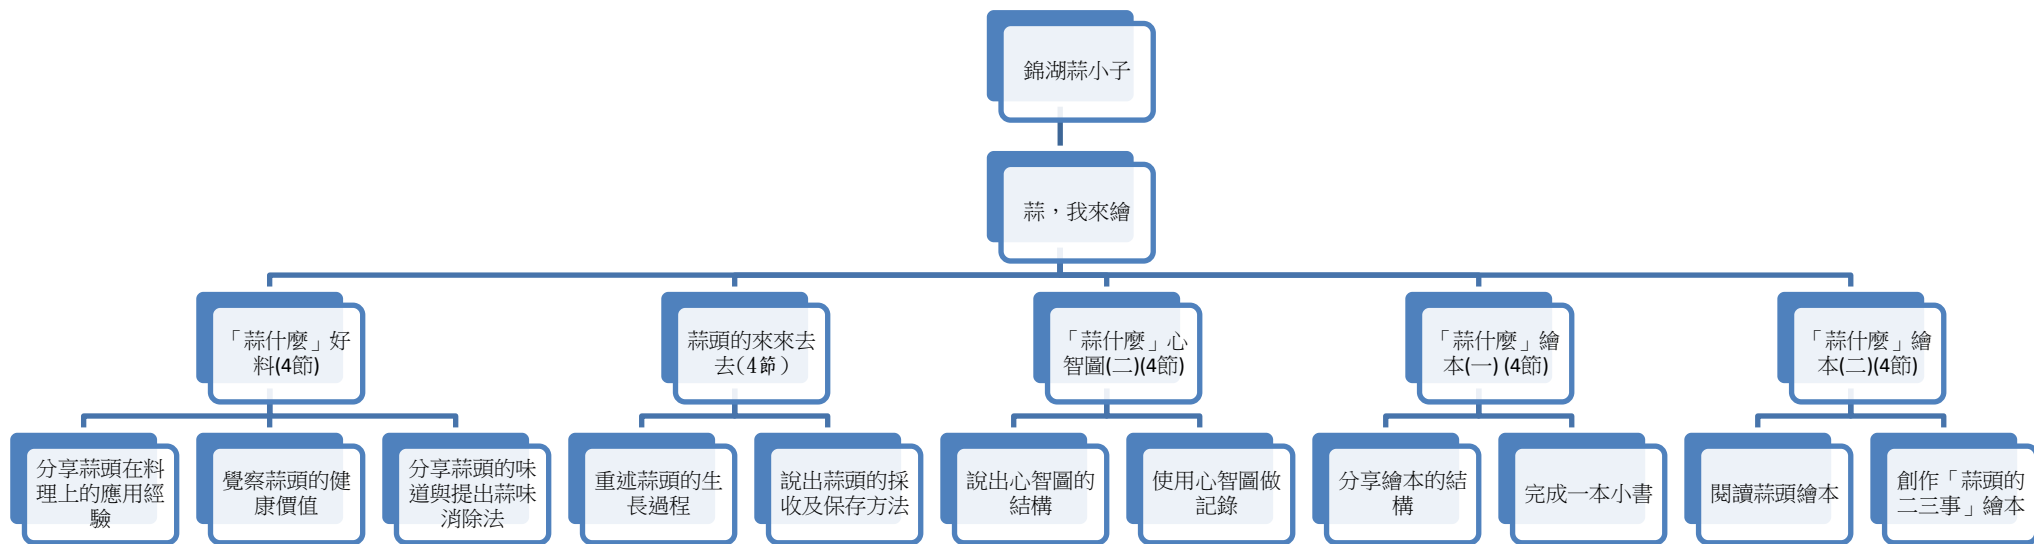 錦湖蒜小子
蒜，我來繪
「蒜什麼」好
料(4節)
蒜頭的來來去
去(4節)
「蒜什麼」心
智圖(二)(4節)
「蒜什麼」繪
本(一) (4節)
「蒜什麼」繪
本(二)(4節)
分享蒜頭在料
理上的應用經
驗
覺察蒜頭的健
康價值
分享蒜頭的味
道與提出蒜味
消除法
重述蒜頭的生
長過程
說出蒜頭的採
收及保存方法
說出心智圖的
結構
使用心智圖做
記錄
分享繪本的結
構
完成一本小書
閱讀蒜頭繪本
創作「蒜頭的
二三事」繪本